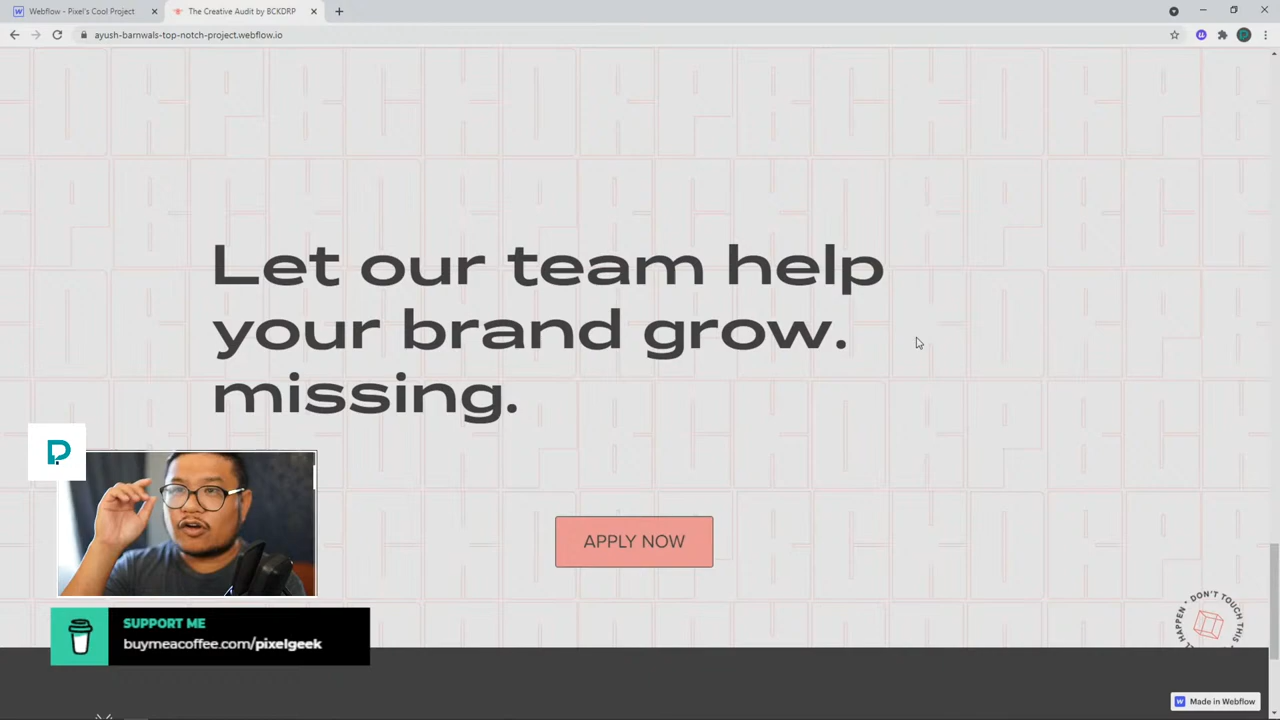 Webflow - Pixel's Cool Project
The Creative Audit by BCKDRP
ayush-barnwals-top-notch-project.webflow.io
Let our team help
your brand grow.
missing.
APPLY NOW
SUPPORT ME
buymeacoffee.com/pixelgeek
DON'T TOUCH THIS
HAPPEN
Made in Webflow